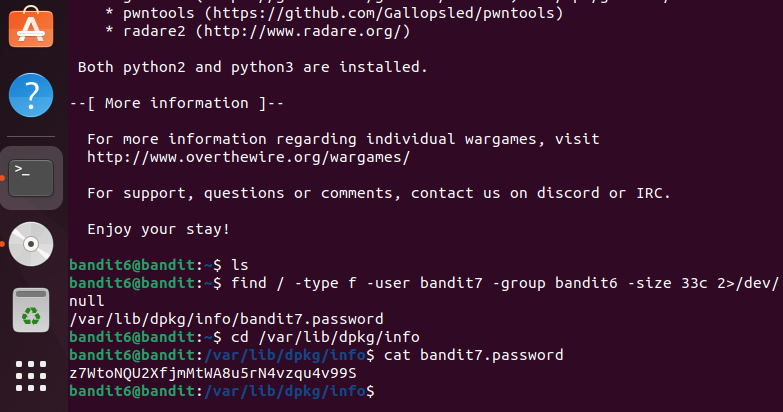 * pwntools (https://github.com/Gallopsled/pwntools)
* radare2 (http://www.radare.org/)
Both python2 and python3 are installed.
--[ More information ]--
For more information regarding individual wargames, visit
http://www.overthewire.org/wargames/
For support, questions or comments, contact us on discord or IRC.
Enjoy your stay!
bandit6@bandit:~$ ls
bandit6@bandit:~$ find / -type f -user bandit7 -group bandit6 -size 33c 2>/dev/
null
/var/lib/dpkg/info/bandit7.password
bandit6@bandit:~$ cd /var/lib/dpkg/info
bandit6@bandit:/var/lib/dpkg/info$ cat bandit7.password
z7WtoNQU2XfjmMtWA8u5rN4vzqu4v99S
bandit6@bandit:/var/lib/dpkg/info$